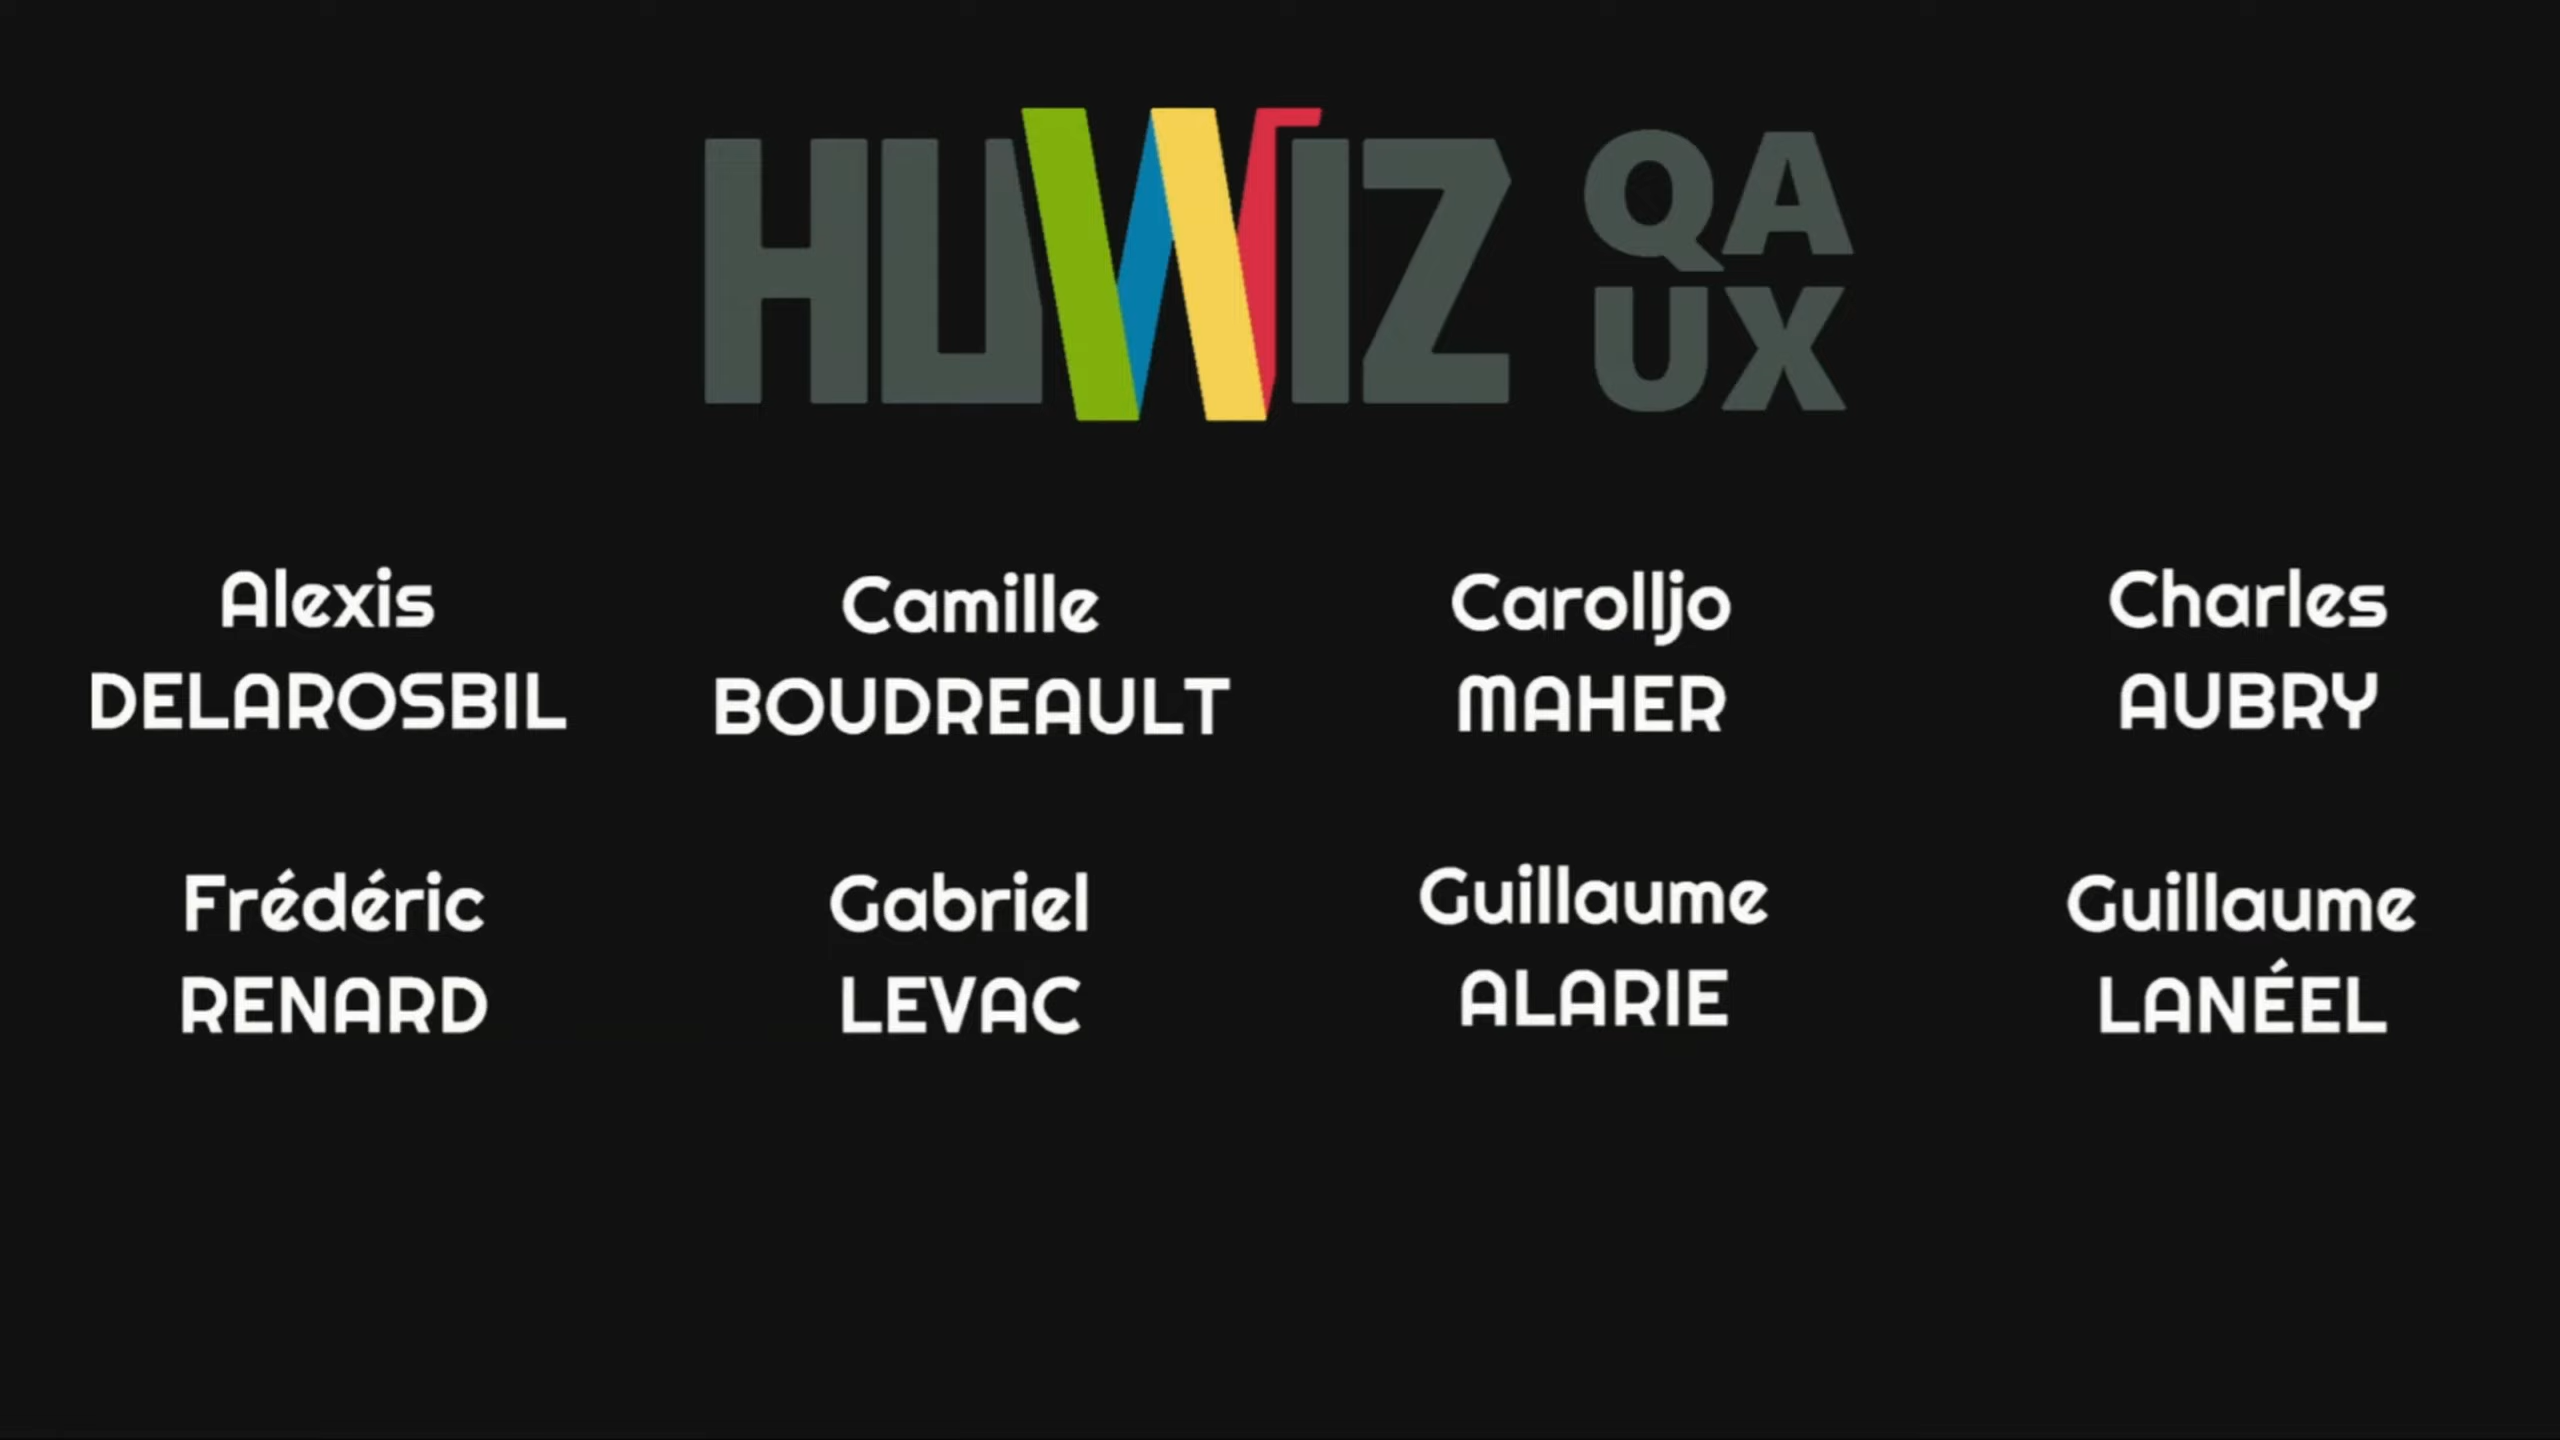 HUWIZ QA UX
Alexis
DELAROSBIL
Camille
BOUDREAULT
Carolljo
MAHER
Charles
AUBRY
Frédéric
RENARD
Gabriel
LEVAC
Guillaume
ALARIE
Guillaume
LANÉEL